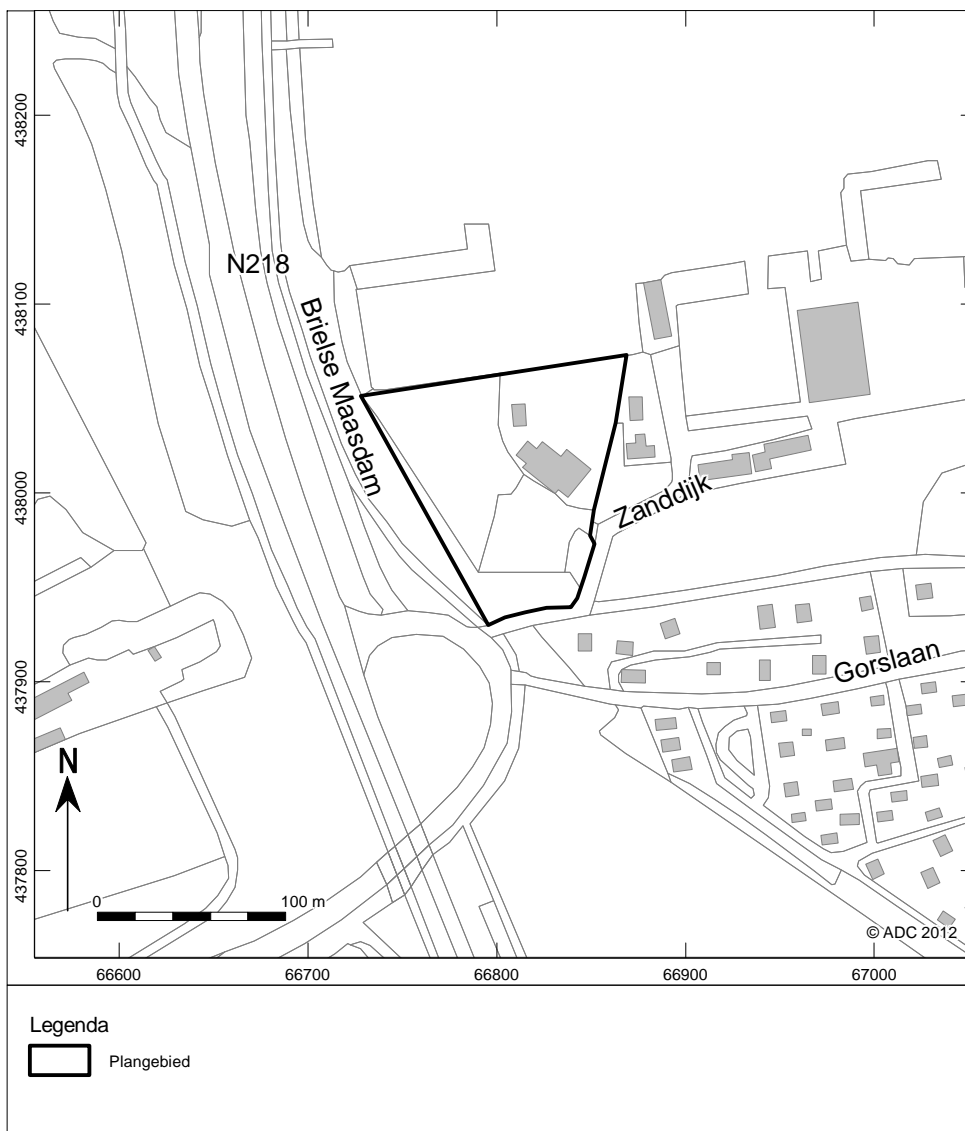 438200
438100
438000
437900
437800
N218
Brielse Maasdam
Zanddijk
Gorslaan
N
0 100 m
© ADC 2012
66600 66700 66800 66900 67000
Legenda
Plangebied